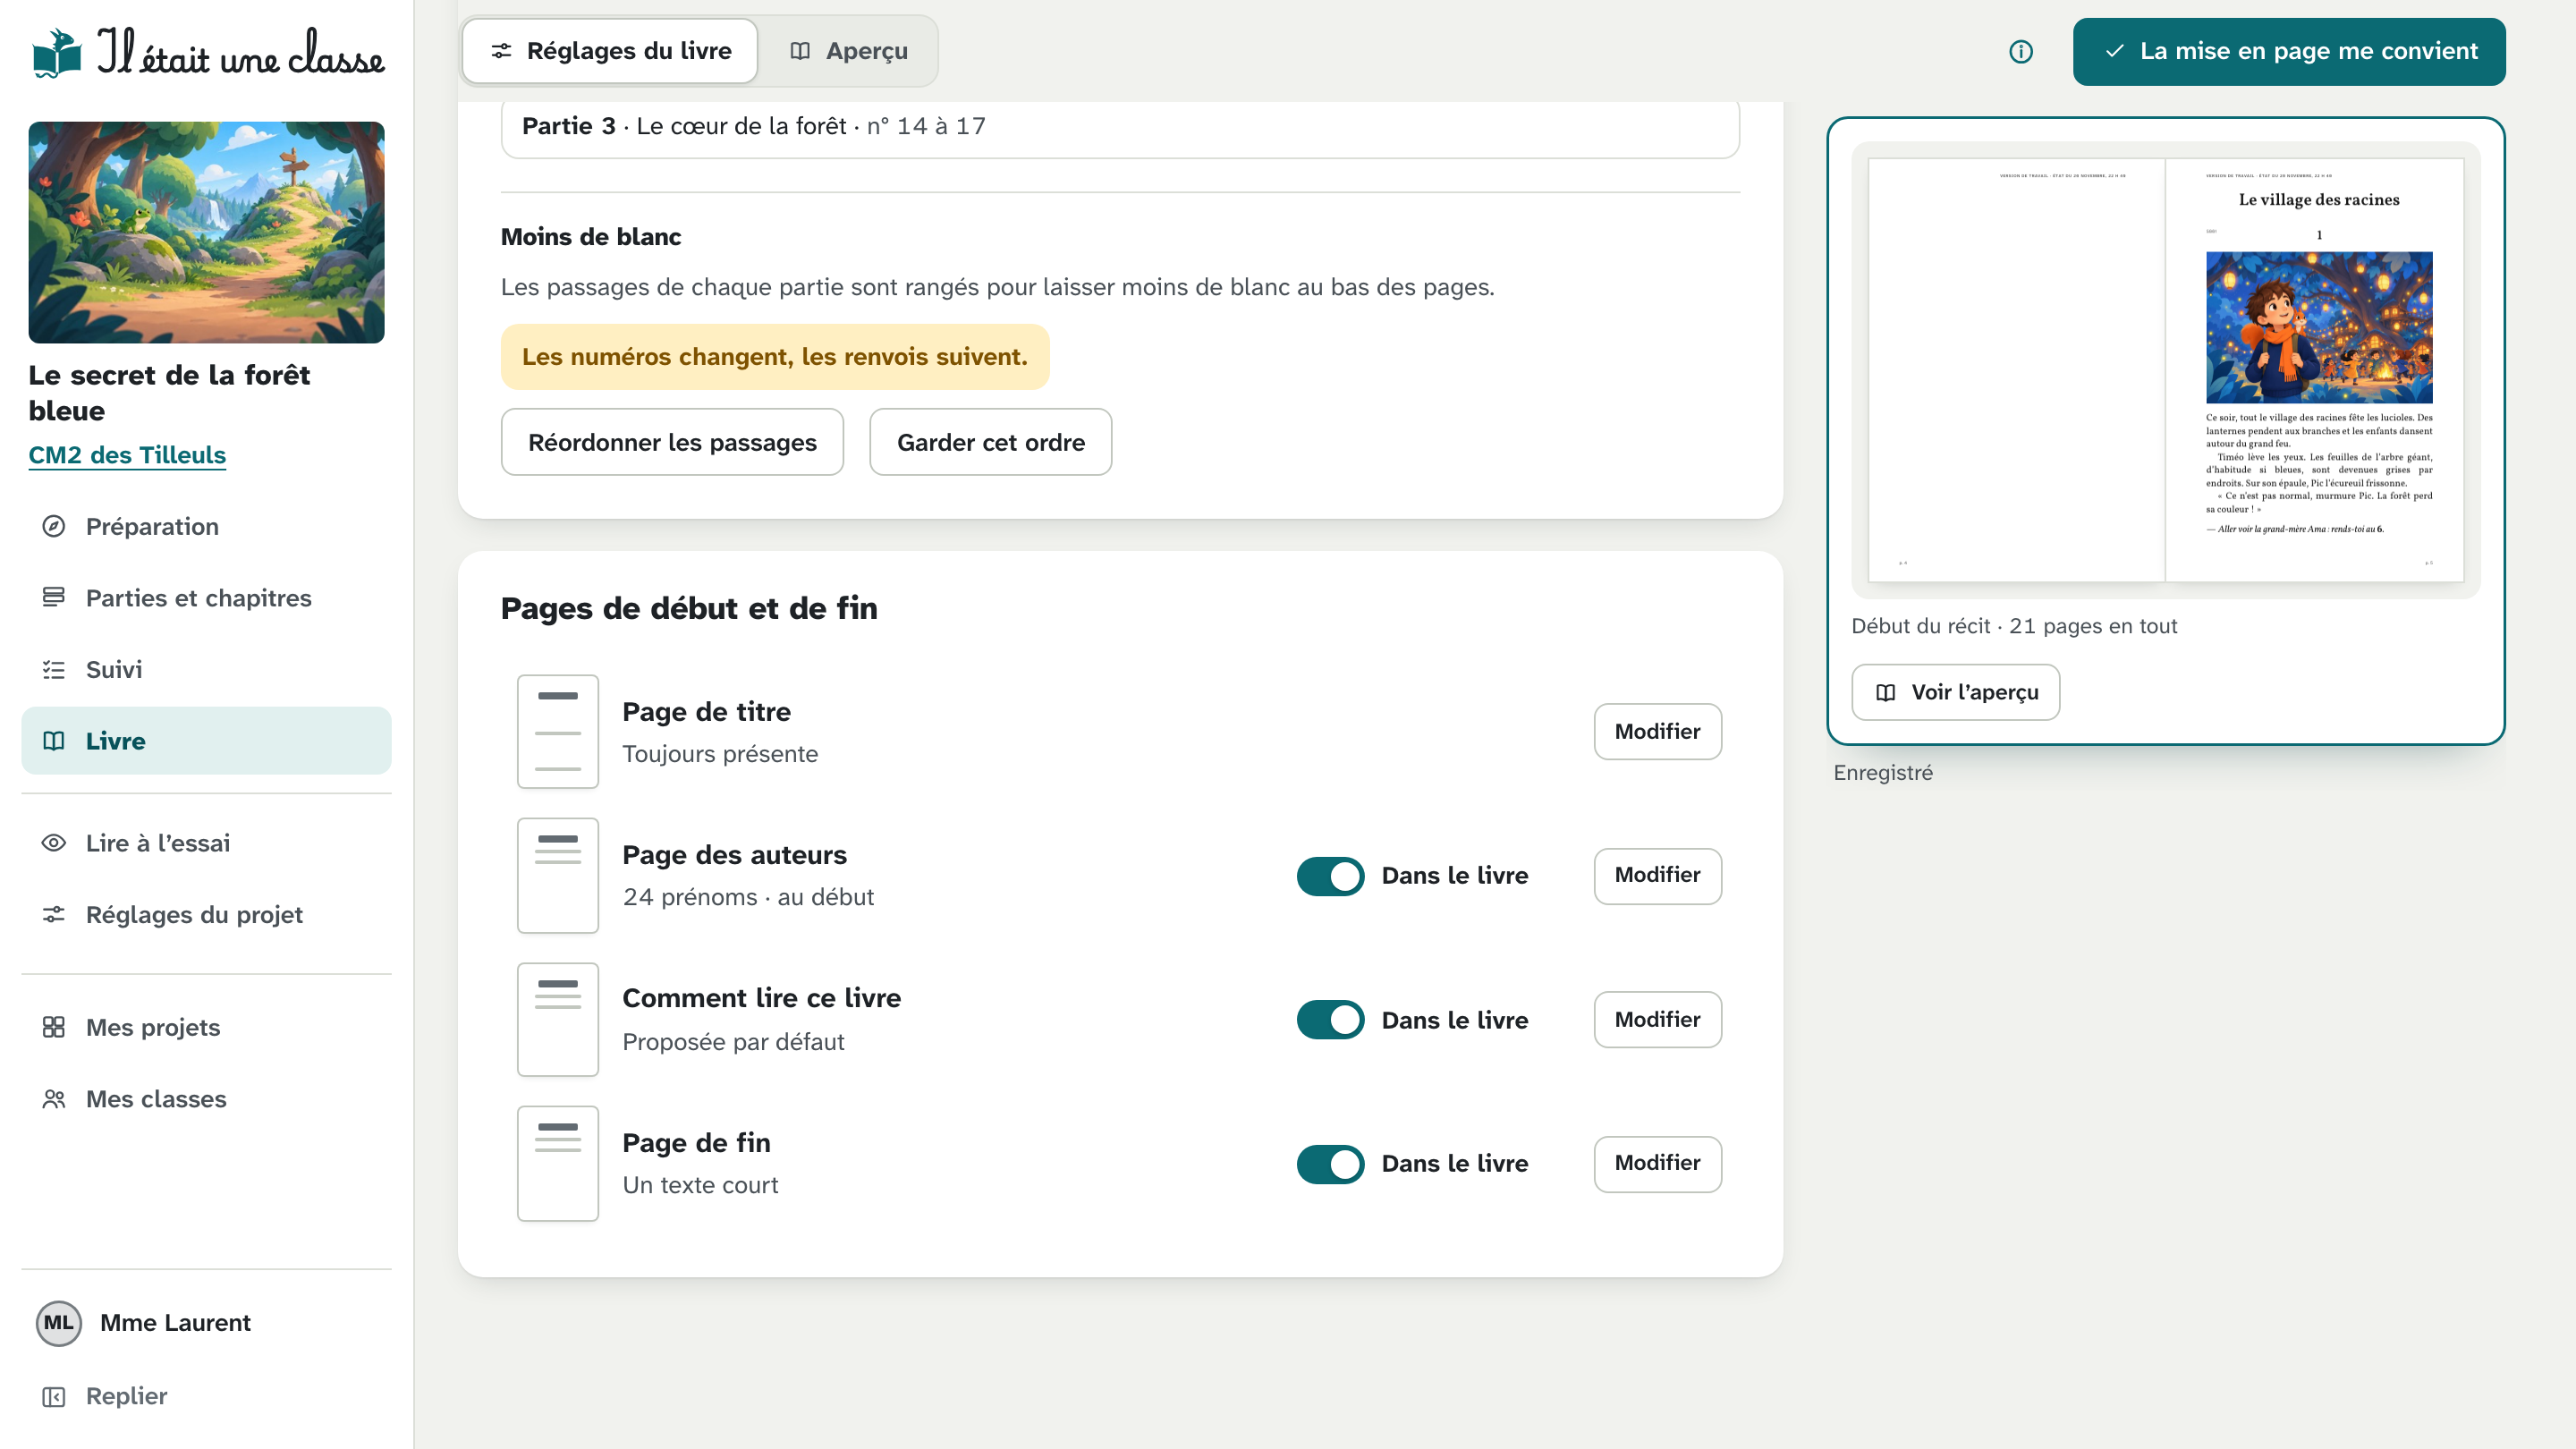 Il était une classe
Le secret de la forêt
bleue
CM2 des Tilleuls
Préparation
Parties et chapitres
Suivi
Livre
Lire à l’essai
Réglages du projet
Mes projets
Mes classes
ML
Mme Laurent
Replier
Réglages du livre
Aperçu
La mise en page me convient
Partie 3 · Le cœur de la forêt · n° 14 à 17
Moins de blanc
Les passages de chaque partie sont rangés pour laisser moins de blanc au bas des pages.
Les numéros changent, les renvois suivent.
Réordonner les passages
Garder cet ordre
Pages de début et de fin
Page de titre
Toujours présente
Modifier
Page des auteurs
24 prénoms · au début
Dans le livre
Modifier
Comment lire ce livre
Proposée par défaut
Dans le livre
Modifier
Page de fin
Un texte court
Dans le livre
Modifier
Le village des racines
1
Ce soir, tout le village des racines fête les lucioles. Des
lanternes pendent aux branches et les enfants dansent
autour du grand feu.
Timéo lève les yeux. Les feuilles de l’arbre géant,
d’habitude si bleues, sont devenues grises par
endroits. Sur son épaule, Pic l’écureuil frissonne.
« Ce n’est pas normal, murmure Pic. La forêt perd
sa couleur ! »
— Aller voir la grand-mère Ama : rends-toi au 6.
Début du récit · 21 pages en tout
Voir l’aperçu
Enregistré